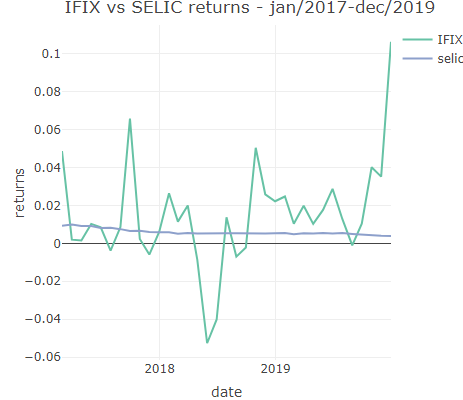 IFIX vs SELIC returns - jan/2017-dec/2019
IFIX
selic
0.1
0.08
0.06
0.04
0.02
0
−0.02
−0.04
−0.06
returns
2018
2019
date